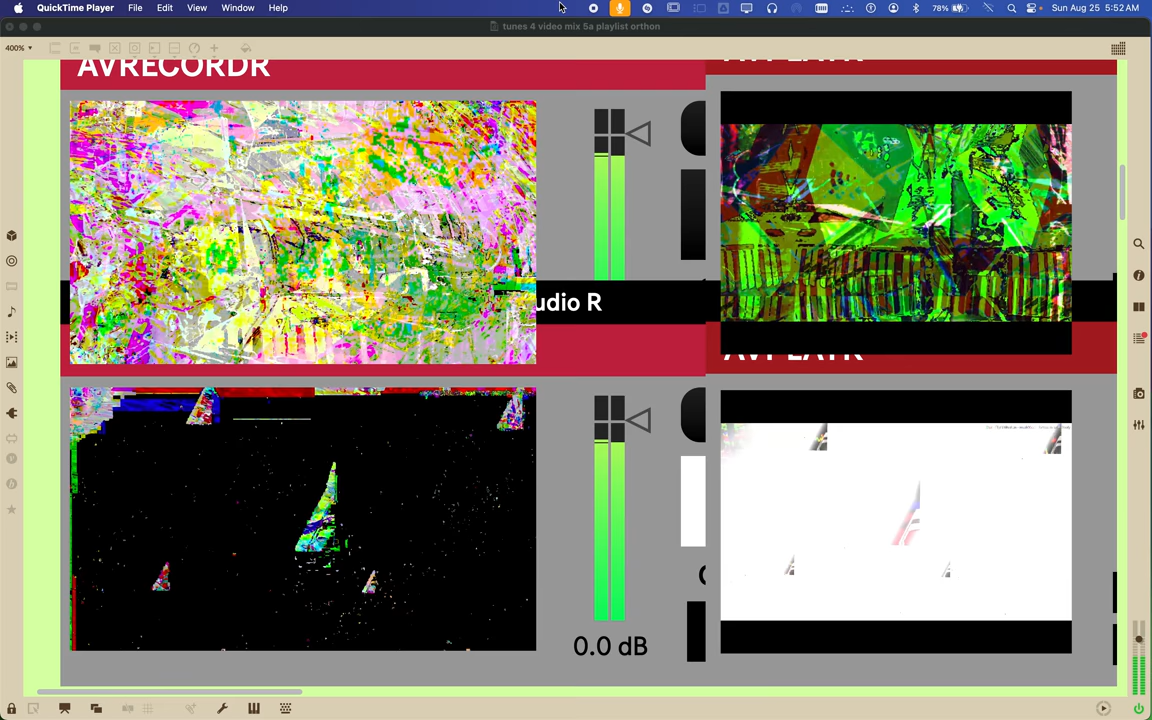 QuickTime Player File Edit View Window Help 78% Sun Aug 25 5:52 AM
tunes 4 video mix 5a playlist orthon
400%
AVRECORDR
udio R
0.0 dB